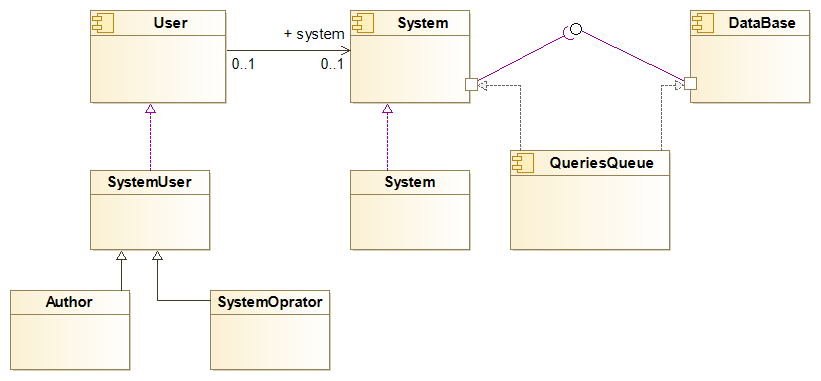 User
System
DataBase
+ system
0..1
0..1
QueriesQueue
SystemUser
System
Author
SystemOprator